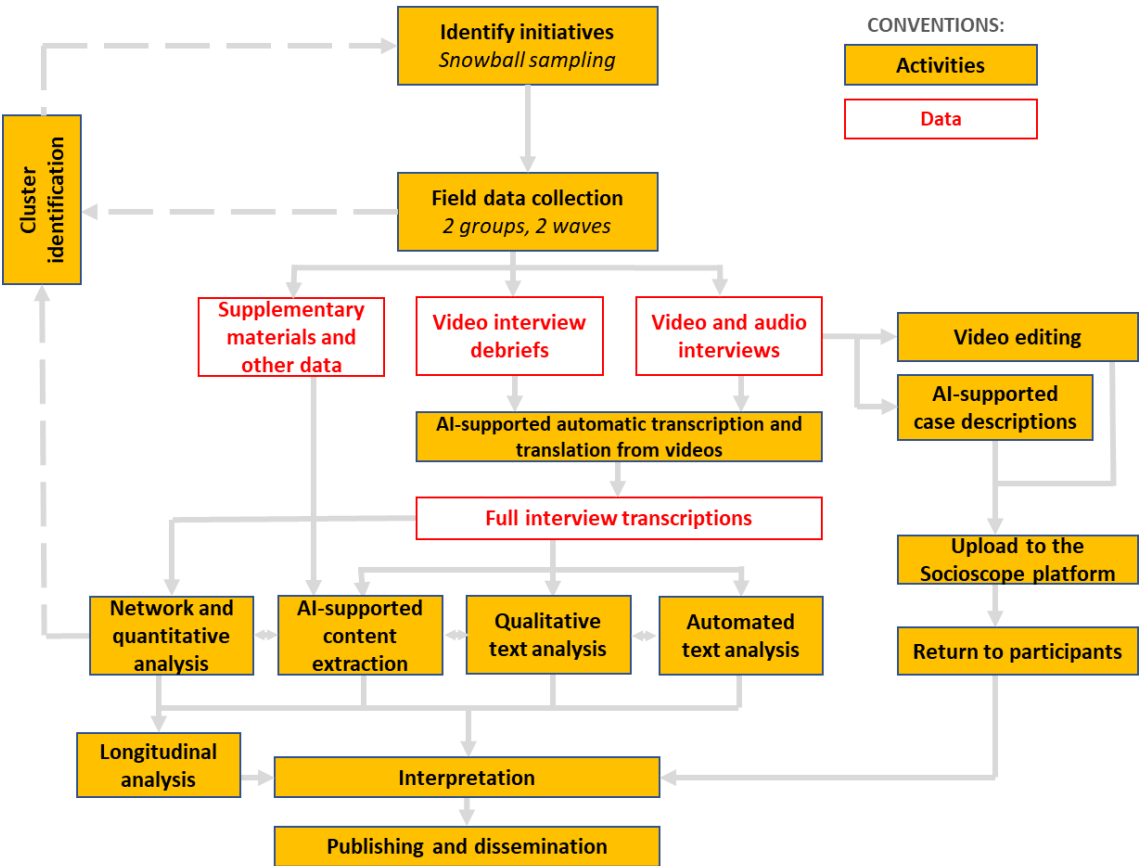 Identify initiatives
Snowball sampling
CONVENTIONS:
Activities
Data
Cluster
identification
Field data collection
2 groups, 2 waves
Supplementary
materials and
other data
Video interview
debriefs
Video and audio
interviews
Video editing
AI-supported
case descriptions
AI-supported automatic transcription and
translation from videos
Full interview transcriptions
Upload to the
Socioscope platform
Network and
quantitative
analysis
AI-supported
content
extraction
Qualitative
text analysis
Automated
text analysis
Return to participants
Longitudinal
analysis
Interpretation
Publishing and dissemination